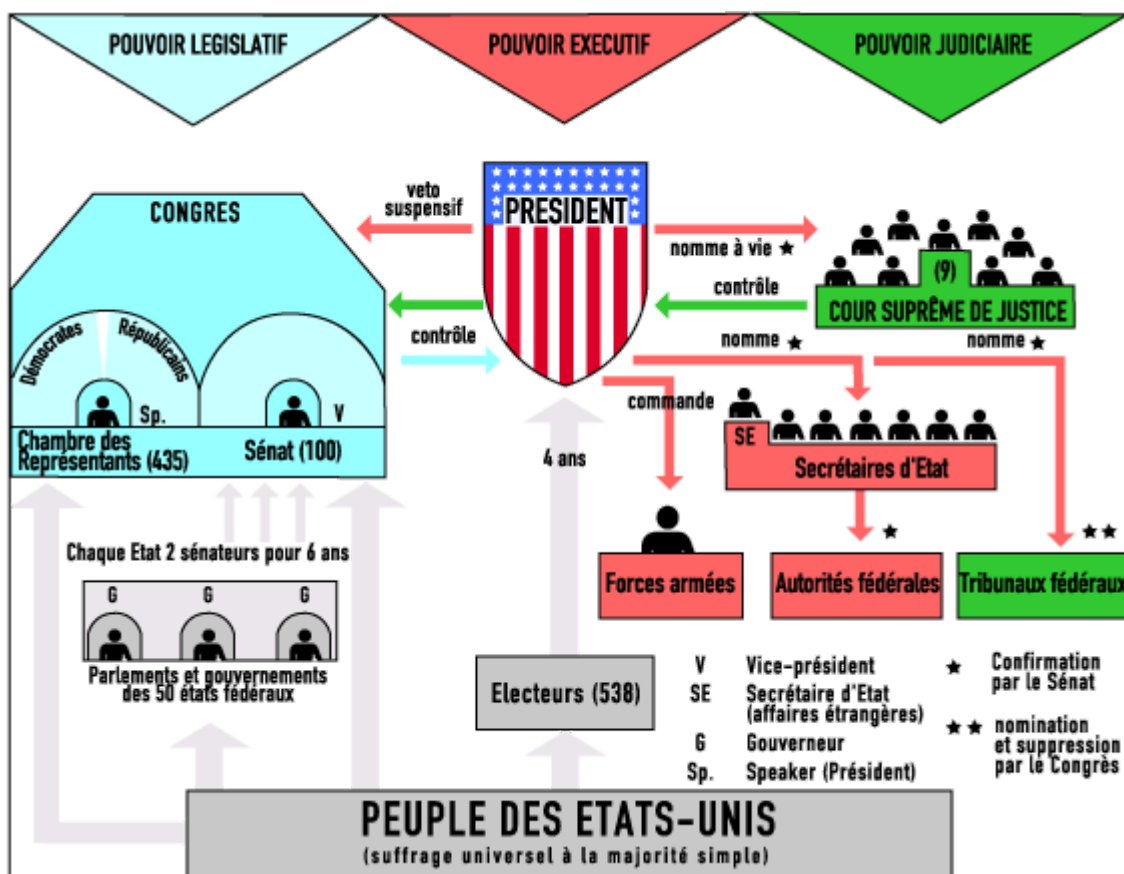 POUVOIR LEGISLATIF
POUVOIR EXECUTIF
POUVOIR JUDICIAIRE
CONGRES
veto
suspensif
PRESIDENT
nomme à vie ★
(9)
COUR SUPRÊME DE JUSTICE
contrôle
contrôle
nomme ★
nomme ★
commande
Démocrates
Républicains
Sp.
V
Chambre des
Représentants (435)
Sénat (100)
4 ans
SE
Secrétaires d'Etat
★
★★
Chaque Etat 2 sénateurs pour 6 ans
G
G
G
Parlements et gouvernements
des 50 états fédéraux
Forces armées
Autorités fédérales
Tribunaux fédéraux
Electeurs (538)
V Vice-président
SE Secrétaire d'Etat
(affaires étrangères)
G Gouverneur
Sp. Speaker (Président)
★ Confirmation
par le Sénat
★★ nomination
et suppression
par le Congrès
PEUPLE DES ETATS-UNIS
(suffrage universel à la majorité simple)